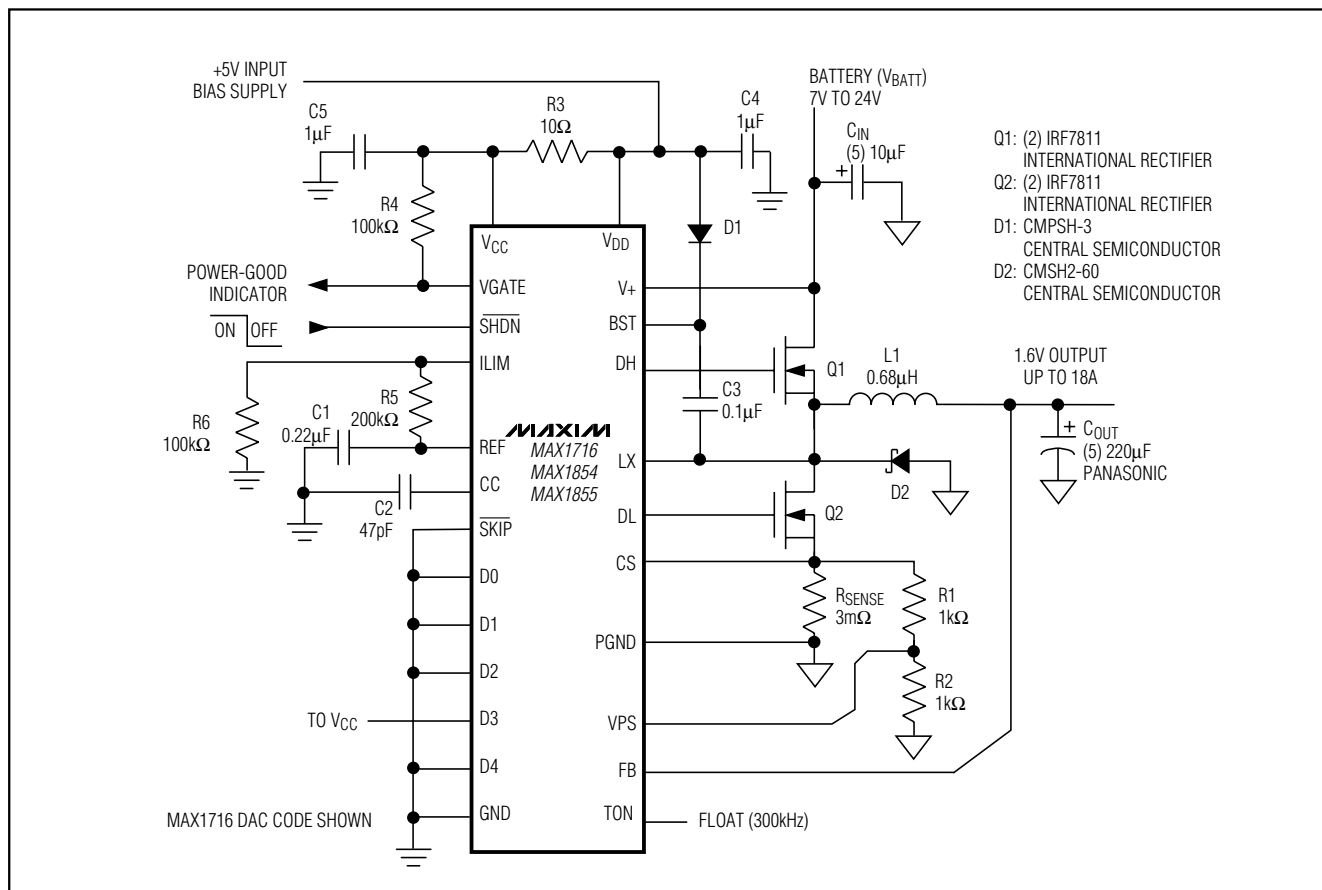 +5V INPUT
BIAS SUPPLY
C5
1µF
R3
10Ω
C4
1µF
BATTERY (VBATT)
7V TO 24V
CIN
(5) 10µF
+
Q1: (2) IRF7811
INTERNATIONAL RECTIFIER
Q2: (2) IRF7811
INTERNATIONAL RECTIFIER
D1: CMPSH-3
CENTRAL SEMICONDUCTOR
D2: CMSH2-60
CENTRAL SEMICONDUCTOR
R4
100kΩ
D1
VCC
VDD
POWER-GOOD
INDICATOR
VGATE
V+
ON OFF
SHDN
BST
ILIM
DH
Q1
L1
0.68µH
1.6V OUTPUT
UP TO 18A
R6
100kΩ
C1
0.22µF
R5
200kΩ
C3
0.1µF
REF
MAXIM
MAX1716
MAX1854
MAX1855
LX
D2
+
COUT
(5) 220µF
PANASONIC
CC
C2
47pF
DL
Q2
SKIP
CS
D0
RSENSE
3mΩ
R1
1kΩ
D1
PGND
D2
R2
1kΩ
TO VCC
D3
VPS
D4
FB
MAX1716 DAC CODE SHOWN
GND
TON
FLOAT (300kHz)